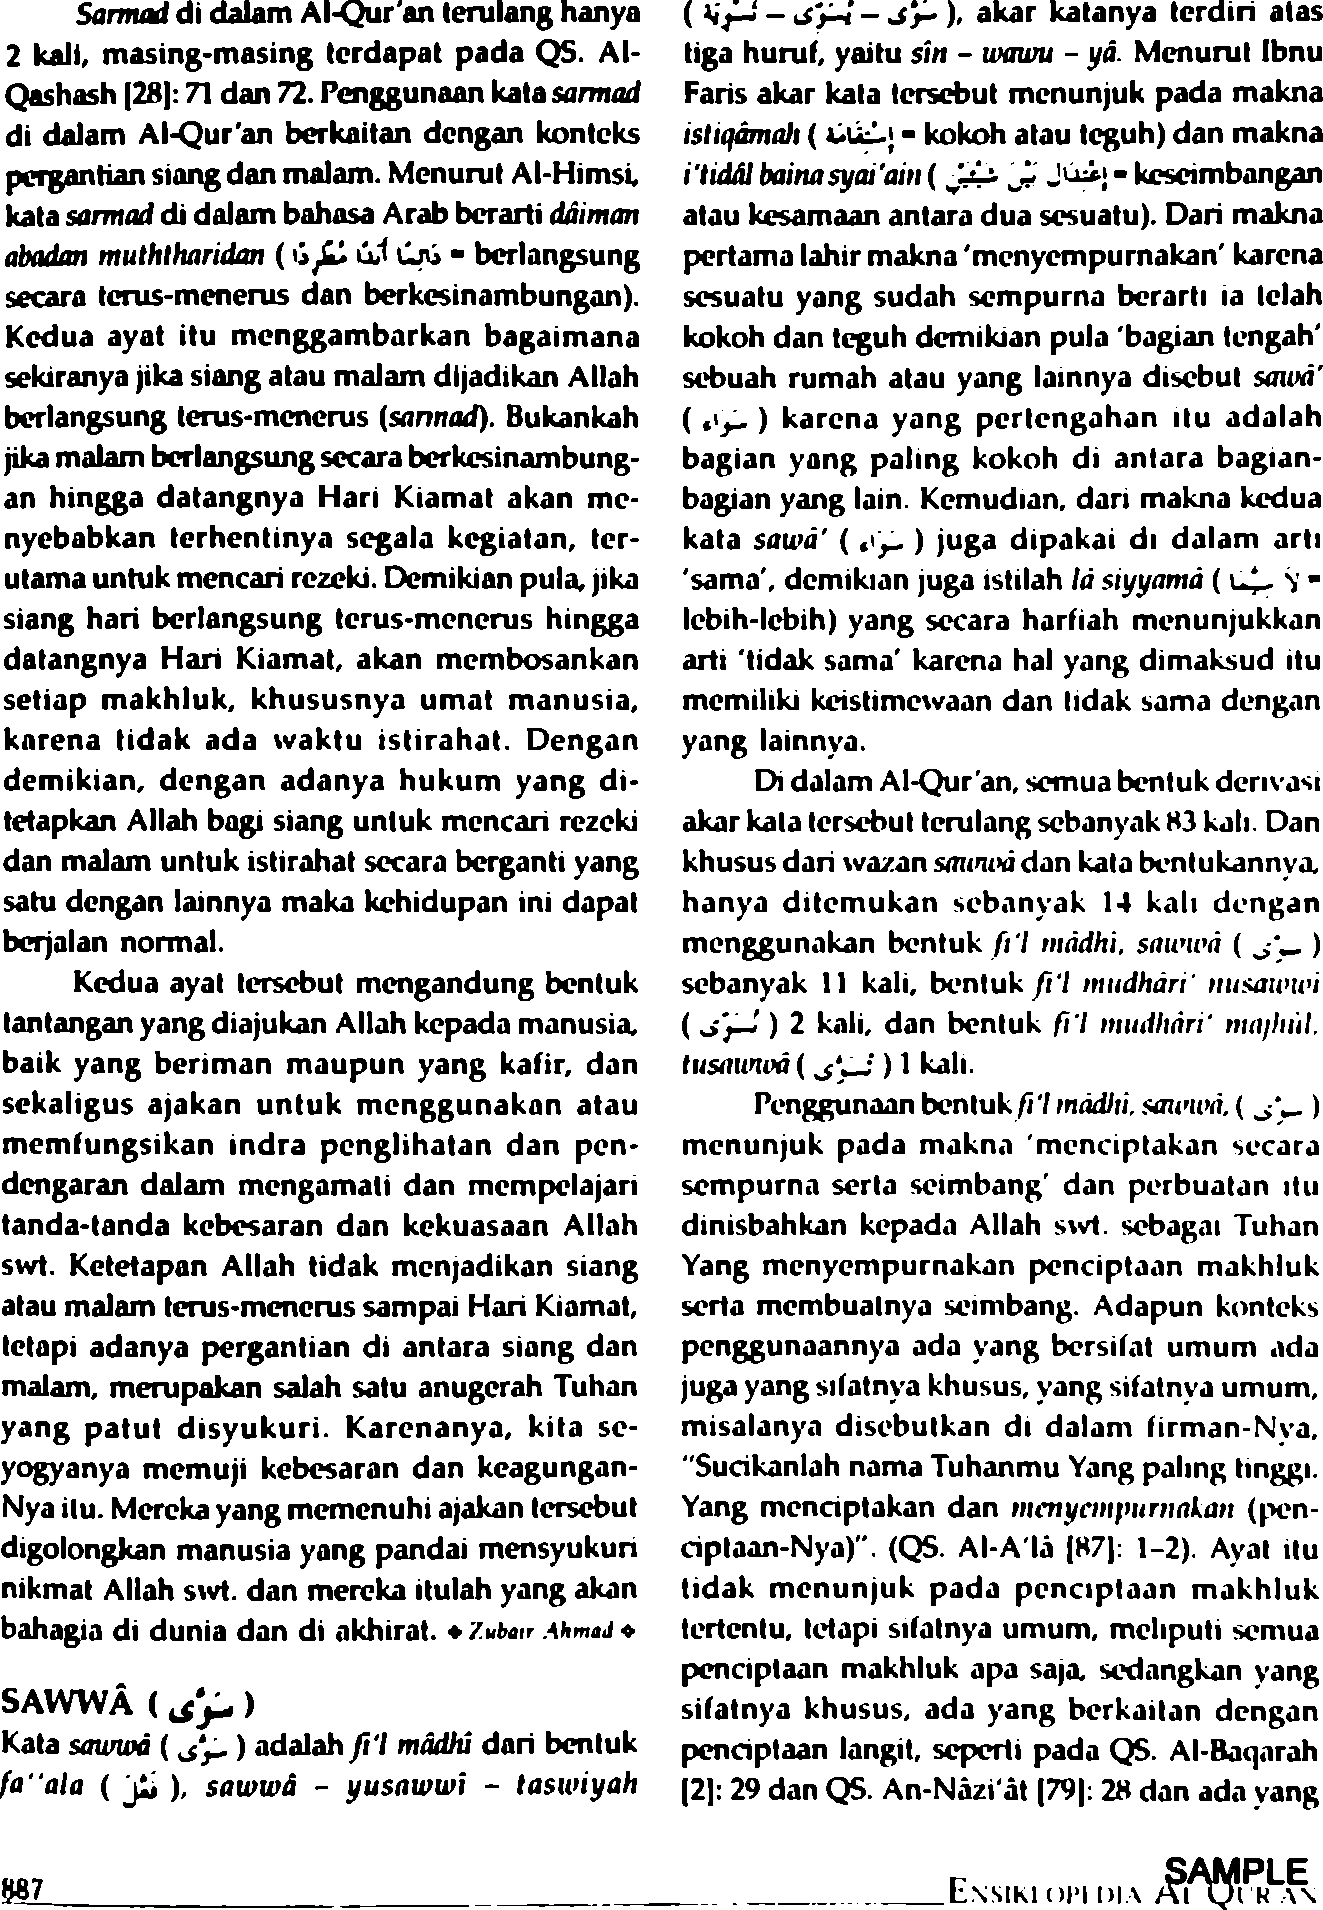 Sarmad di dalam Al-Qur'an terulang hanya
2 kali, masing-masing terdapat pada QS. Al-
Qashash [28]: 71 dan 72. Penggunaan kata sarmad
di dalam Al-Qur'an berkaitan dengan konteks
pergantian siang dan malam. Menurut Al-Himsi,
kata sarmad di dalam bahasa Arab berarti dâiman
abadan muththaridan ( دَائِمًا أَبَدًا مُطَّرِدًا = berlangsung
secara terus-menerus dan berkesinambungan).
Kedua ayat itu menggambarkan bagaimana
sekiranya jika siang atau malam dijadikan Allah
berlangsung terus-menerus (sarmad). Bukankah
jika malam berlangsung secara berkesinambung-
an hingga datangnya Hari Kiamat akan me-
nyebabkan terhentinya segala kegiatan, ter-
utama untuk mencari rezeki. Demikian pula, jika
siang hari berlangsung terus-menerus hingga
datangnya Hari Kiamat, akan membosankan
setiap makhluk, khususnya umat manusia,
karena tidak ada waktu istirahat. Dengan
demikian, dengan adanya hukum yang di-
tetapkan Allah bagi siang untuk mencari rezeki
dan malam untuk istirahat secara berganti yang
satu dengan lainnya maka kehidupan ini dapat
berjalan normal.
Kedua ayat tersebut mengandung bentuk
tantangan yang diajukan Allah kepada manusia,
baik yang beriman maupun yang kafir, dan
sekaligus ajakan untuk menggunakan atau
memfungsikan indra penglihatan dan pen-
dengaran dalam mengamati dan mempelajari
tanda-tanda kebesaran dan kekuasaan Allah
swt. Ketetapan Allah tidak menjadikan siang
atau malam terus-menerus sampai Hari Kiamat,
tetapi adanya pergantian di antara siang dan
malam, merupakan salah satu anugerah Tuhan
yang patut disyukuri. Karenanya, kita se-
yogyanya memuji kebesaran dan keagungan-
Nya itu. Mereka yang memenuhi ajakan tersebut
digolongkan manusia yang pandai mensyukuri
nikmat Allah swt. dan mereka itulah yang akan
bahagia di dunia dan di akhirat. ◆ Zubair Ahmad ◆
SAWWÂ ( سَوَّى )
Kata sawwâ ( سَوَّى ) adalah fi'l mâdhî dari bentuk
fa''ala ( فَعَّلَ ), sawwâ – yusawwî – taswiyah
( سَوَّى – يُسَوِّى – تَسْوِيَة ), akar katanya terdiri atas
tiga huruf, yaitu sîn – wawu – yâ. Menurut Ibnu
Faris akar kata tersebut menunjuk pada makna
istiqâmah ( اِسْتِقَامَة = kokoh atau teguh) dan makna
i'tidâl baina syai'ain ( اِعْتِدَال بَيْنَ شَيْئَيْنِ = keseimbangan
atau kesamaan antara dua sesuatu). Dari makna
pertama lahir makna 'menyempurnakan' karena
sesuatu yang sudah sempurna berarti ia telah
kokoh dan teguh demikian pula 'bagian tengah'
sebuah rumah atau yang lainnya disebut sawâ'
( سَوَاء ) karena yang pertengahan itu adalah
bagian yang paling kokoh di antara bagian-
bagian yang lain. Kemudian, dari makna kedua
kata sawâ' ( سَوَاء ) juga dipakai di dalam arti
'sama', demikian juga istilah lâ siyyamâ ( لاَ سِيَّمَا =
lebih-lebih) yang secara harfiah menunjukkan
arti 'tidak sama' karena hal yang dimaksud itu
memiliki keistimewaan dan tidak sama dengan
yang lainnya.
Di dalam Al-Qur'an, semua bentuk derivasi
akar kata tersebut terulang sebanyak 83 kali. Dan
khusus dari wazan sawwâ dan kata bentukannya,
hanya ditemukan sebanyak 14 kali dengan
menggunakan bentuk fi'l mâdhi, sawwâ ( سَوَّى )
sebanyak 11 kali, bentuk fi'l mudhâri' nusawwi
( نُسَوِّى ) 2 kali, dan bentuk fi'l mudhâri' majhûl,
tusawwâ ( تُسَوَّى ) 1 kali.
Penggunaan bentuk fi'l mâdhi, sawwâ, ( سَوَّى )
menunjuk pada makna 'menciptakan secara
sempurna serta seimbang' dan perbuatan itu
dinisbahkan kepada Allah swt. sebagai Tuhan
Yang menyempurnakan penciptaan makhluk
serta membuatnya seimbang. Adapun konteks
penggunaannya ada yang bersifat umum ada
juga yang sifatnya khusus, yang sifatnya umum,
misalanya disebutkan di dalam firman-Nya,
"Sucikanlah nama Tuhanmu Yang paling tinggi.
Yang menciptakan dan menyempurnakan (pen-
ciptaan-Nya)". (QS. Al-A'lâ [87]: 1–2). Ayat itu
tidak menunjuk pada penciptaan makhluk
tertentu, tetapi sifatnya umum, meliputi semua
penciptaan makhluk apa saja, sedangkan yang
sifatnya khusus, ada yang berkaitan dengan
penciptaan langit, seperti pada QS. Al-Baqarah
[2]: 29 dan QS. An-Nâzi'ât [79]: 28 dan ada yang
887
ENSIKLOPEDIA AL QUR'AN
SAMPLE